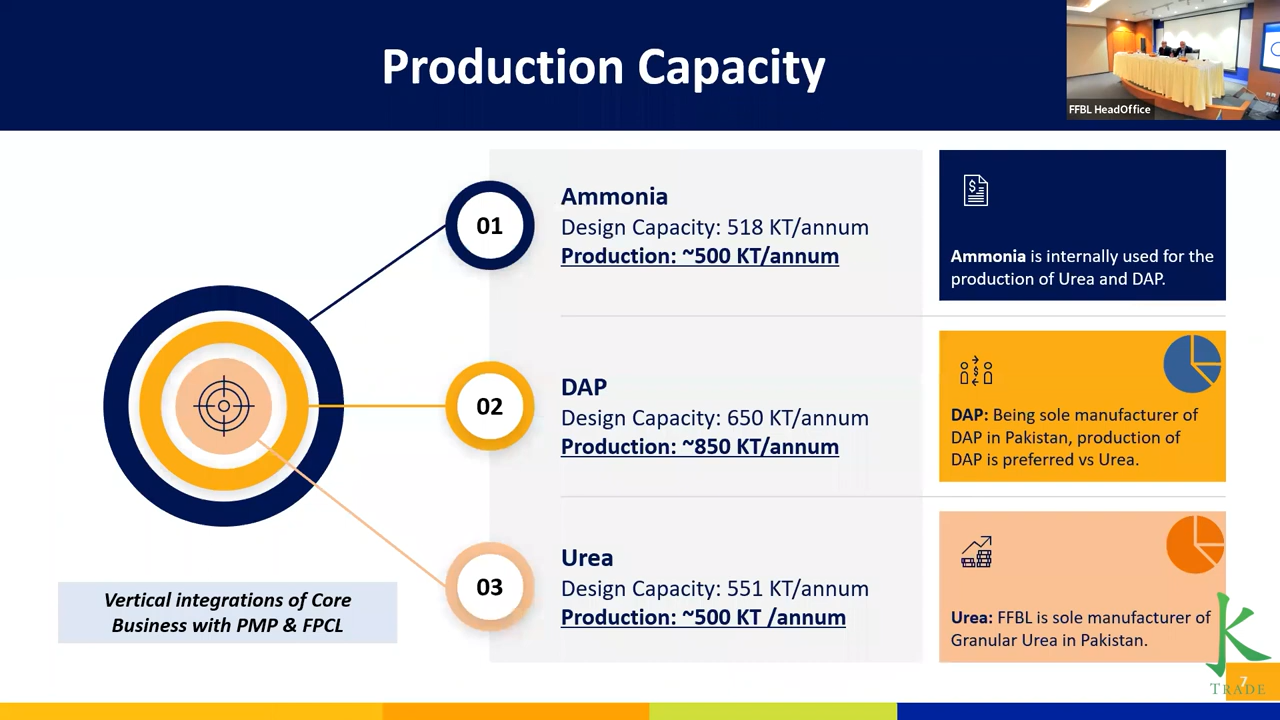 Production Capacity
FFBL HeadOffice
01
Ammonia
Design Capacity: 518 KT/annum
Production: ~500 KT/annum
Ammonia is internally used for the
production of Urea and DAP.
02
DAP
Design Capacity: 650 KT/annum
Production: ~850 KT/annum
DAP: Being sole manufacturer of
DAP in Pakistan, production of
DAP is preferred vs Urea.
03
Urea
Design Capacity: 551 KT/annum
Production: ~500 KT /annum
Urea: FFBL is sole manufacturer of
Granular Urea in Pakistan.
Vertical integrations of Core
Business with PMP & FPCL
K
TRADE
7